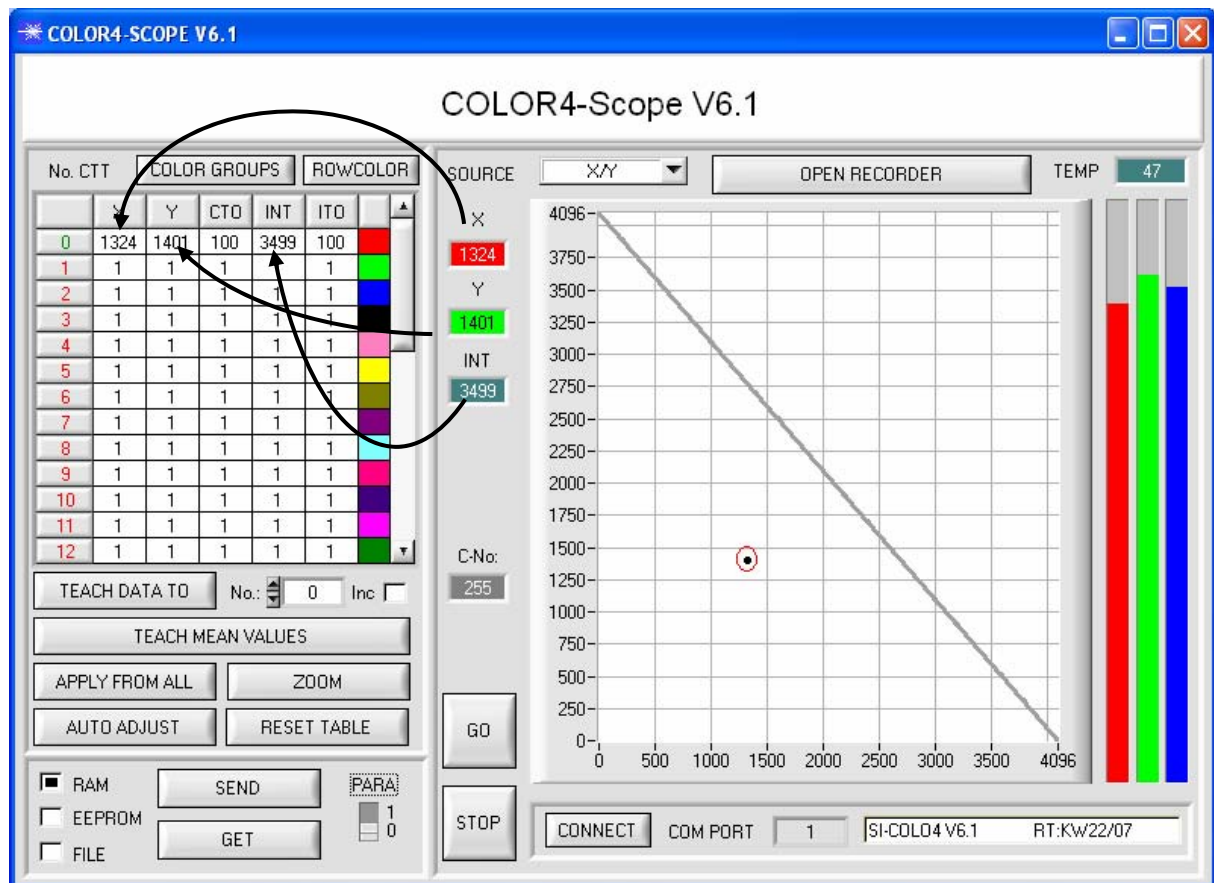 COLOR4-SCOPE V6.1
COLOR4-Scope V6.1
No. CTT COLOR GROUPS ROWCOLOR
X Y CTO INT ITO
0 1324 1401 100 3499 100
1 1 1 1 1 1
2 1 1 1 1 1
3 1 1 1 1 1
4 1 1 1 1 1
5 1 1 1 1 1
6 1 1 1 1 1
7 1 1 1 1 1
8 1 1 1 1 1
9 1 1 1 1 1
10 1 1 1 1 1
11 1 1 1 1 1
12 1 1 1 1 1
TEACH DATA TO No.: 0 Inc
TEACH MEAN VALUES
APPLY FROM ALL ZOOM
AUTO ADJUST RESET TABLE
RAM SEND PARA
EEPROM 1
GET 0
FILE
SOURCE X/Y OPEN RECORDER TEMP 47
X
1324
Y
1401
INT
3499
C-No:
255
GO
STOP
4096
3750
3500
3250
3000
2750
2500
2250
2000
1750
1500
1250
1000
750
500
250
0
0 500 1000 1500 2000 2500 3000 3500 4096
CONNECT COM PORT 1 SI-COLO4 V6.1 RT:KW22/07